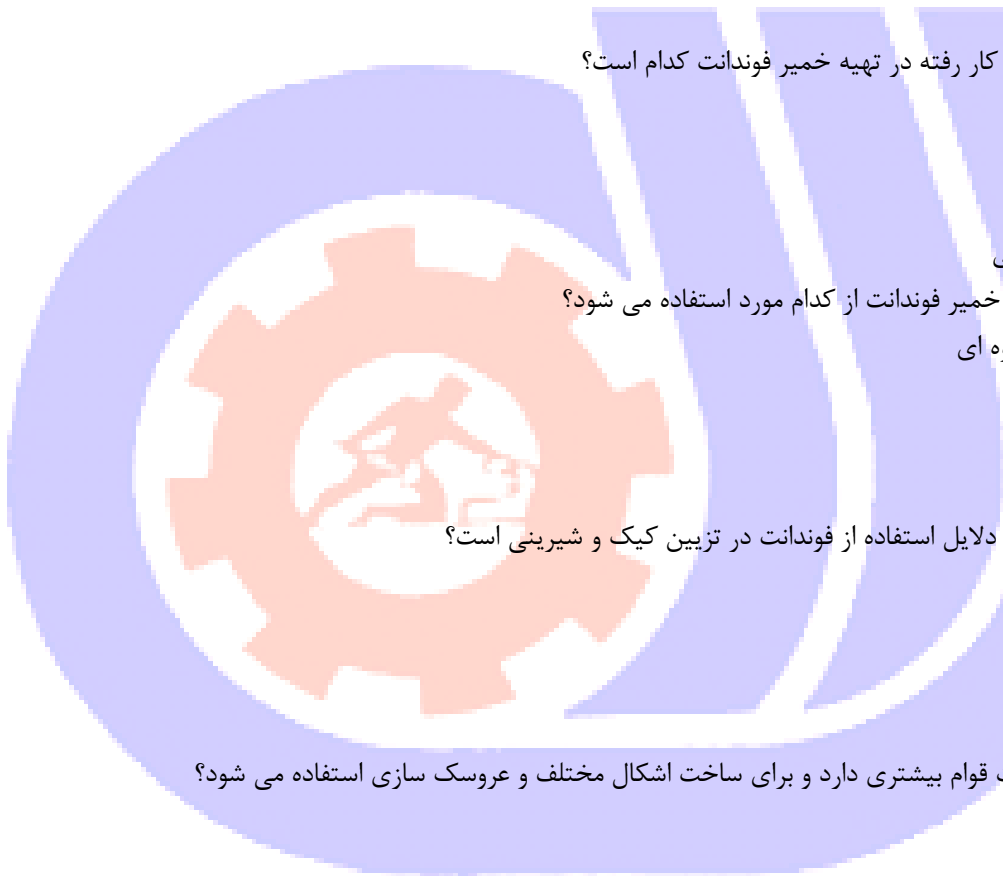 کار رفته در تهیه خمیر فوندانت کدام است؟
خمیر فوندانت از کدام مورد استفاده می شود؟
ه ای
دلایل استفاده از فوندانت در تزیین کیک و شیرینی است؟
قوام بیشتری دارد و برای ساخت اشکال مختلف و عروسک سازی استفاده می شود؟